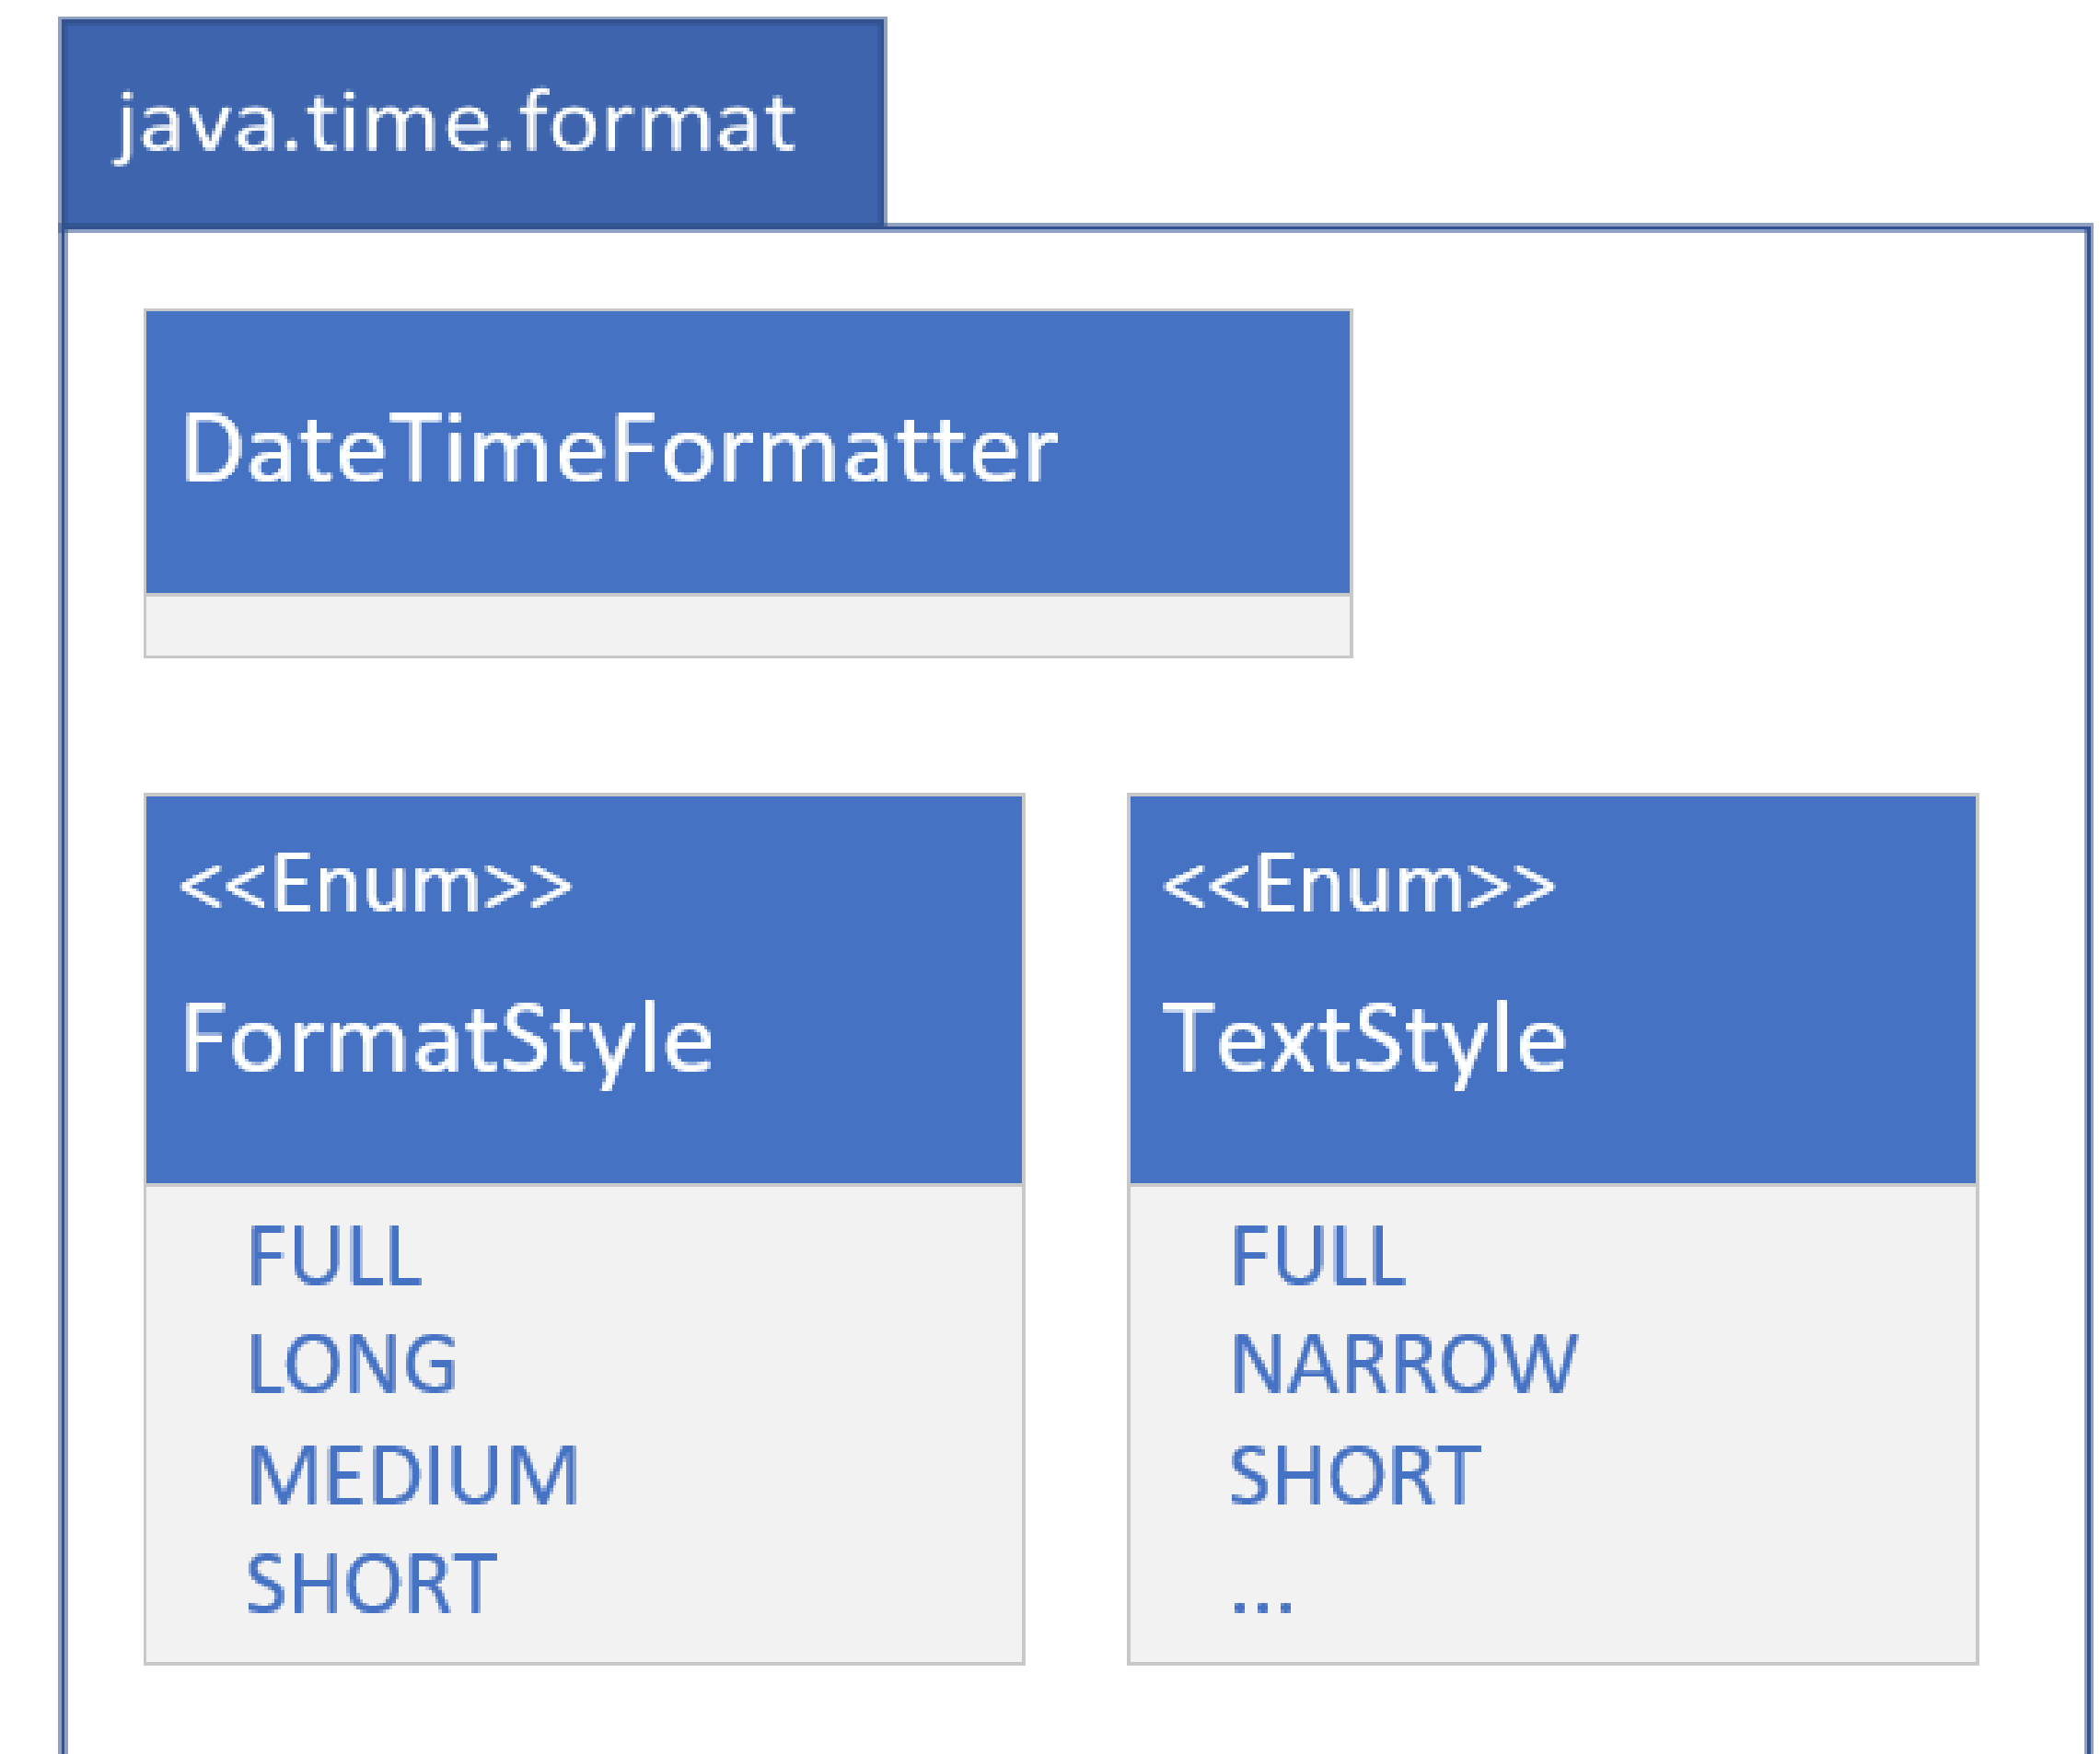 java.time.format
DateTimeFormatter
<<Enum>>
FormatStyle
FULL
LONG
MEDIUM
SHORT
<<Enum>>
TextStyle
FULL
NARROW
SHORT
...